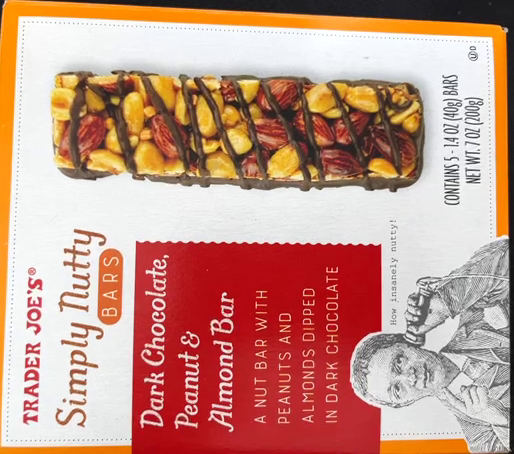 TRADER JOE'S®
Simply Nutty
BARS
Dark Chocolate,
Peanut &
Almond Bar
A NUT BAR WITH
PEANUTS AND
ALMONDS DIPPED
IN DARK CHOCOLATE
How insanely nutty!
CONTAINS 5 - 1.4 OZ (40g) BARS
NET WT. 7 OZ (200g)